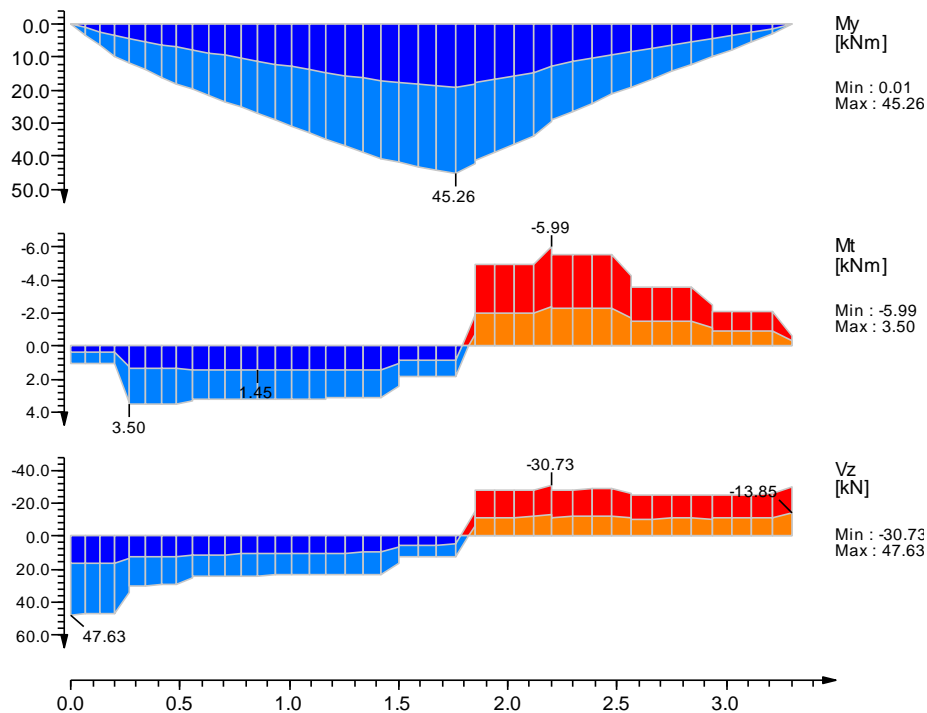 0.0
10.0
20.0
30.0
40.0
50.0
45.26
My
[kNm]
Min : 0.01
Max : 45.26
-6.0
-4.0
-2.0
0.0
2.0
4.0
-5.99
1.45
3.50
Mt
[kNm]
Min : -5.99
Max : 3.50
-40.0
-20.0
0.0
20.0
40.0
60.0
-30.73
-13.85
47.63
Vz
[kN]
Min : -30.73
Max : 47.63
0.0 0.5 1.0 1.5 2.0 2.5 3.0